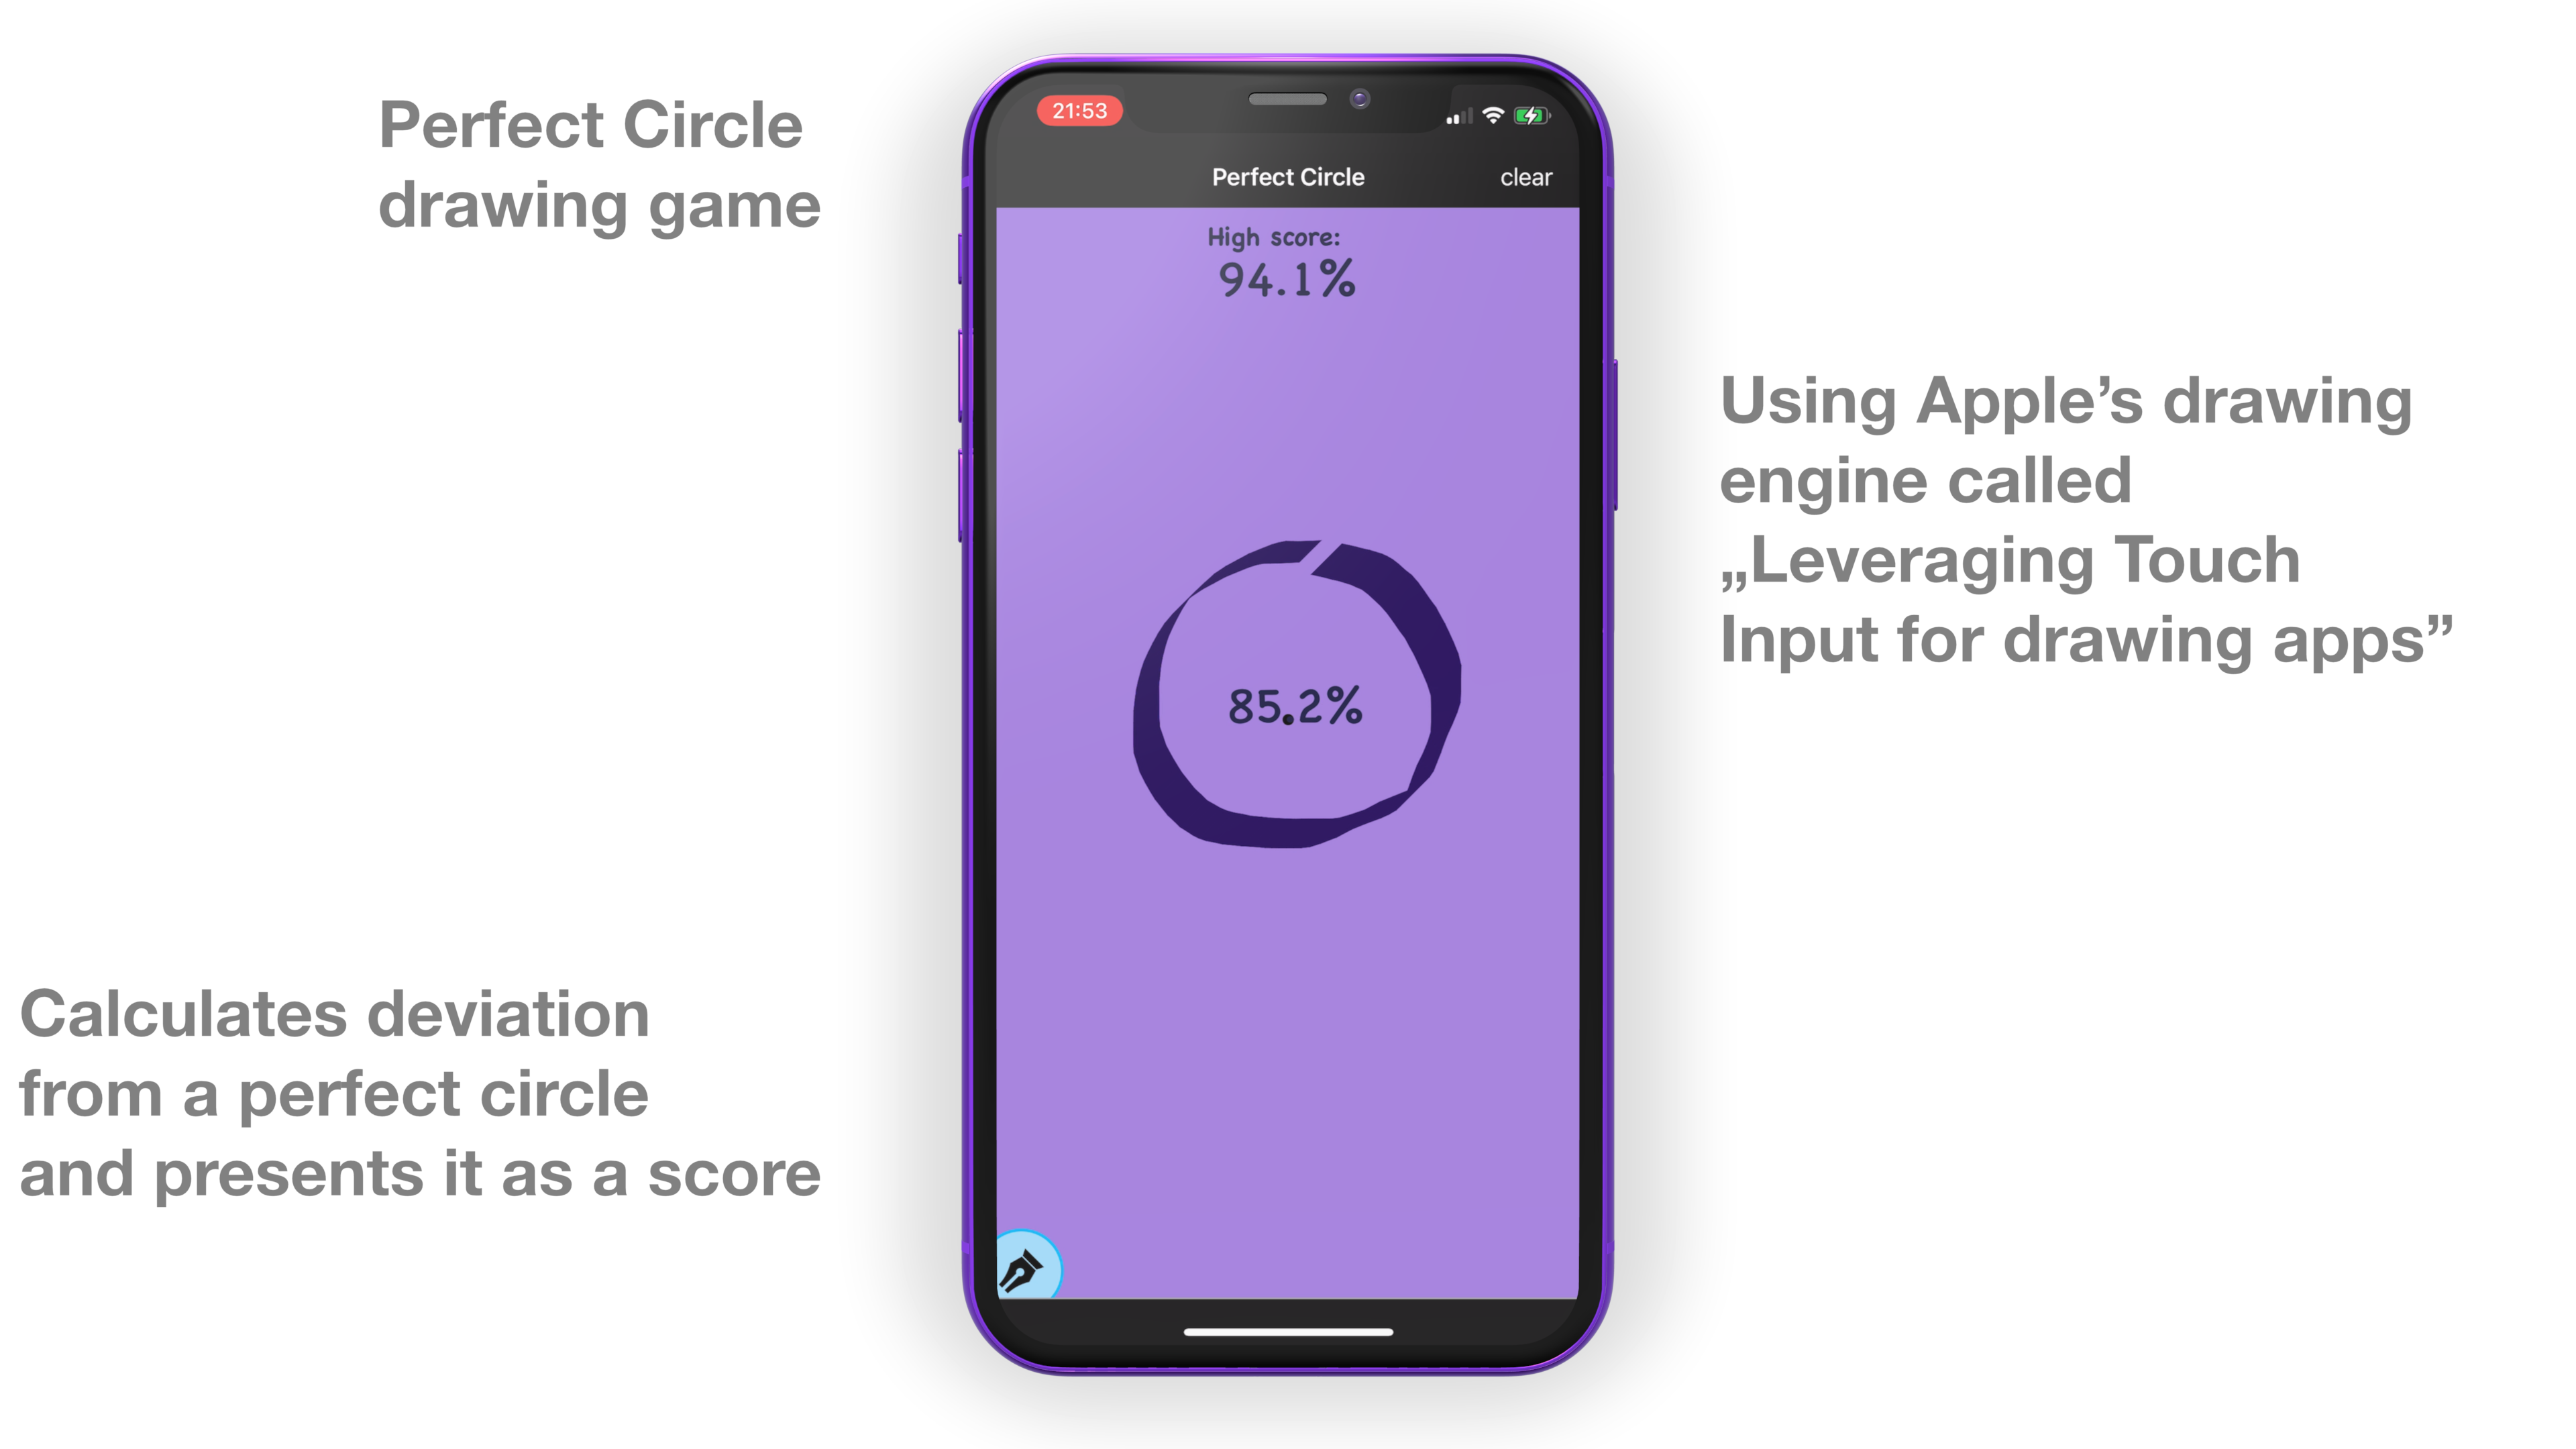 Perfect Circle
drawing game
21:53
Perfect Circle
clear
High score:
94.1%
85.2%
Using Apple’s drawing
engine called
„Leveraging Touch
Input for drawing apps”
Calculates deviation
from a perfect circle
and presents it as a score